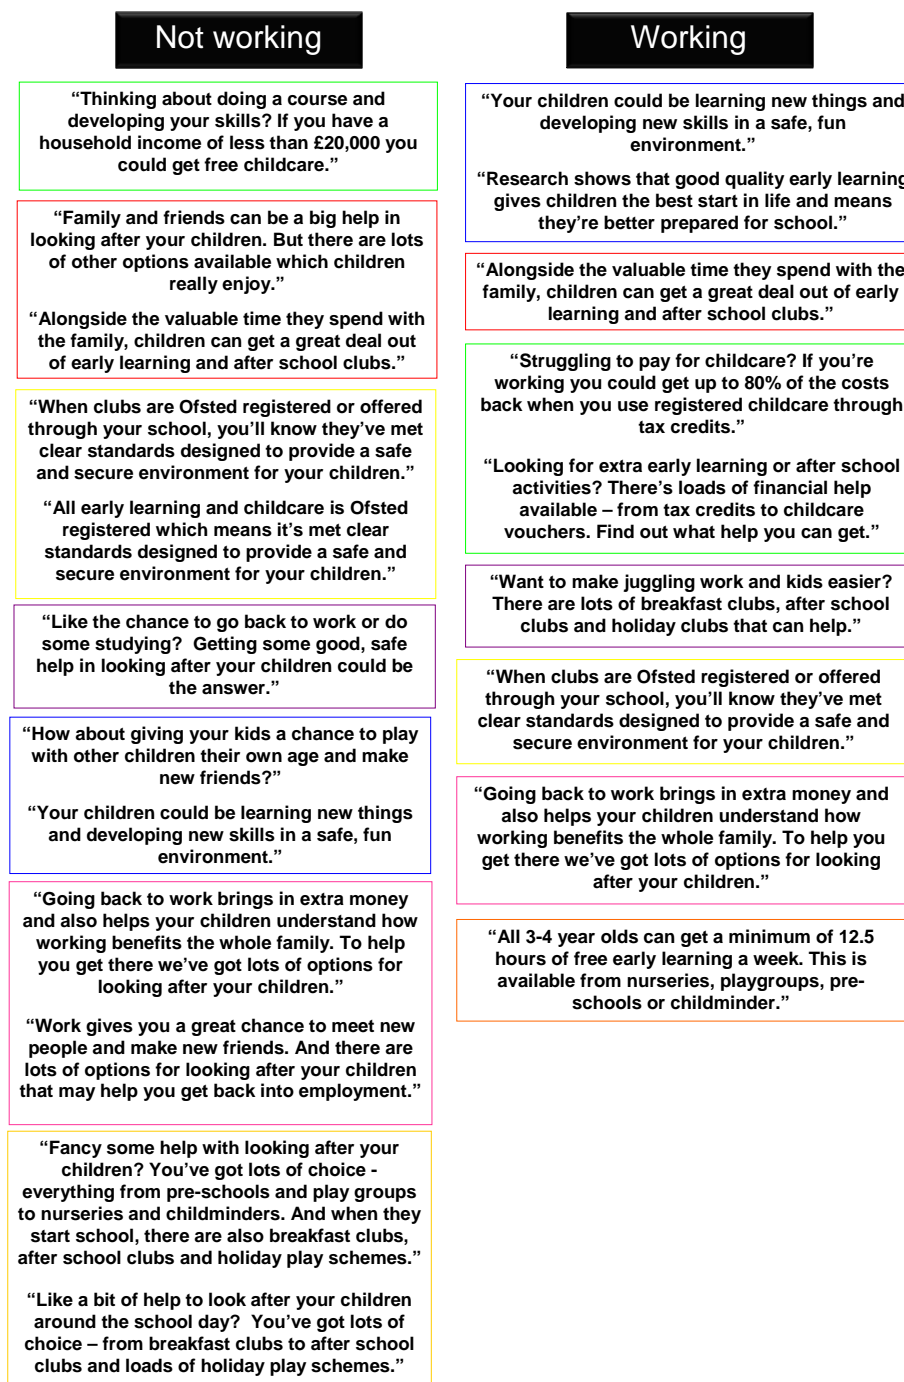 Not working
“Thinking about doing a course and
developing your skills? If you have a
household income of less than £20,000 you
could get free childcare.”
“Family and friends can be a big help in
looking after your children. But there are lots
of other options available which children
really enjoy.”
“Alongside the valuable time they spend with
the family, children can get a great deal out
of early learning and after school clubs.”
“When clubs are Ofsted registered or offered
through your school, you’ll know they’ve met
clear standards designed to provide a safe
and secure environment for your children.”
“All early learning and childcare is Ofsted
registered which means it’s met clear
standards designed to provide a safe and
secure environment for your children.”
“Like the chance to go back to work or do
some studying?  Getting some good, safe
help in looking after your children could be
the answer.”
“How about giving your kids a chance to play
with other children their own age and make
new friends?”
“Your children could be learning new things
and developing new skills in a safe, fun
environment.”
“Going back to work brings in extra money
and also helps your children understand how
working benefits the whole family. To help
you get there we’ve got lots of options for
looking after your children.”
“Work gives you a great chance to meet new
people and make new friends. And there are
lots of options for looking after your children
that may help you get back into employment.”
“Fancy some help with looking after your
children? You’ve got lots of choice -
everything from pre-schools and play groups
to nurseries and childminders. And when they
start school, there are also breakfast clubs,
after school clubs and holiday play schemes.”
“Like a bit of help to look after your children
around the school day?  You’ve got lots of
choice – from breakfast clubs to after school
clubs and loads of holiday play schemes.”
Working
“Your children could be learning new things and
developing new skills in a safe, fun
environment.”
“Research shows that good quality early learning
gives children the best start in life and means
they’re better prepared for school.”
“Alongside the valuable time they spend with the
family, children can get a great deal out of early
learning and after school clubs.”
“Struggling to pay for childcare? If you’re
working you could get up to 80% of the costs
back when you use registered childcare through
tax credits.”
“Looking for extra early learning or after school
activities? There’s loads of financial help
available – from tax credits to childcare
vouchers. Find out what help you can get.”
“Want to make juggling work and kids easier?
There are lots of breakfast clubs, after school
clubs and holiday clubs that can help.”
“When clubs are Ofsted registered or offered
through your school, you’ll know they’ve met
clear standards designed to provide a safe and
secure environment for your children.”
“Going back to work brings in extra money and
also helps your children understand how
working benefits the whole family. To help you
get there we’ve got lots of options for looking
after your children.”
“All 3-4 year olds can get a minimum of 12.5
hours of free early learning a week. This is
available from nurseries, playgroups, pre-
schools or childminder.”